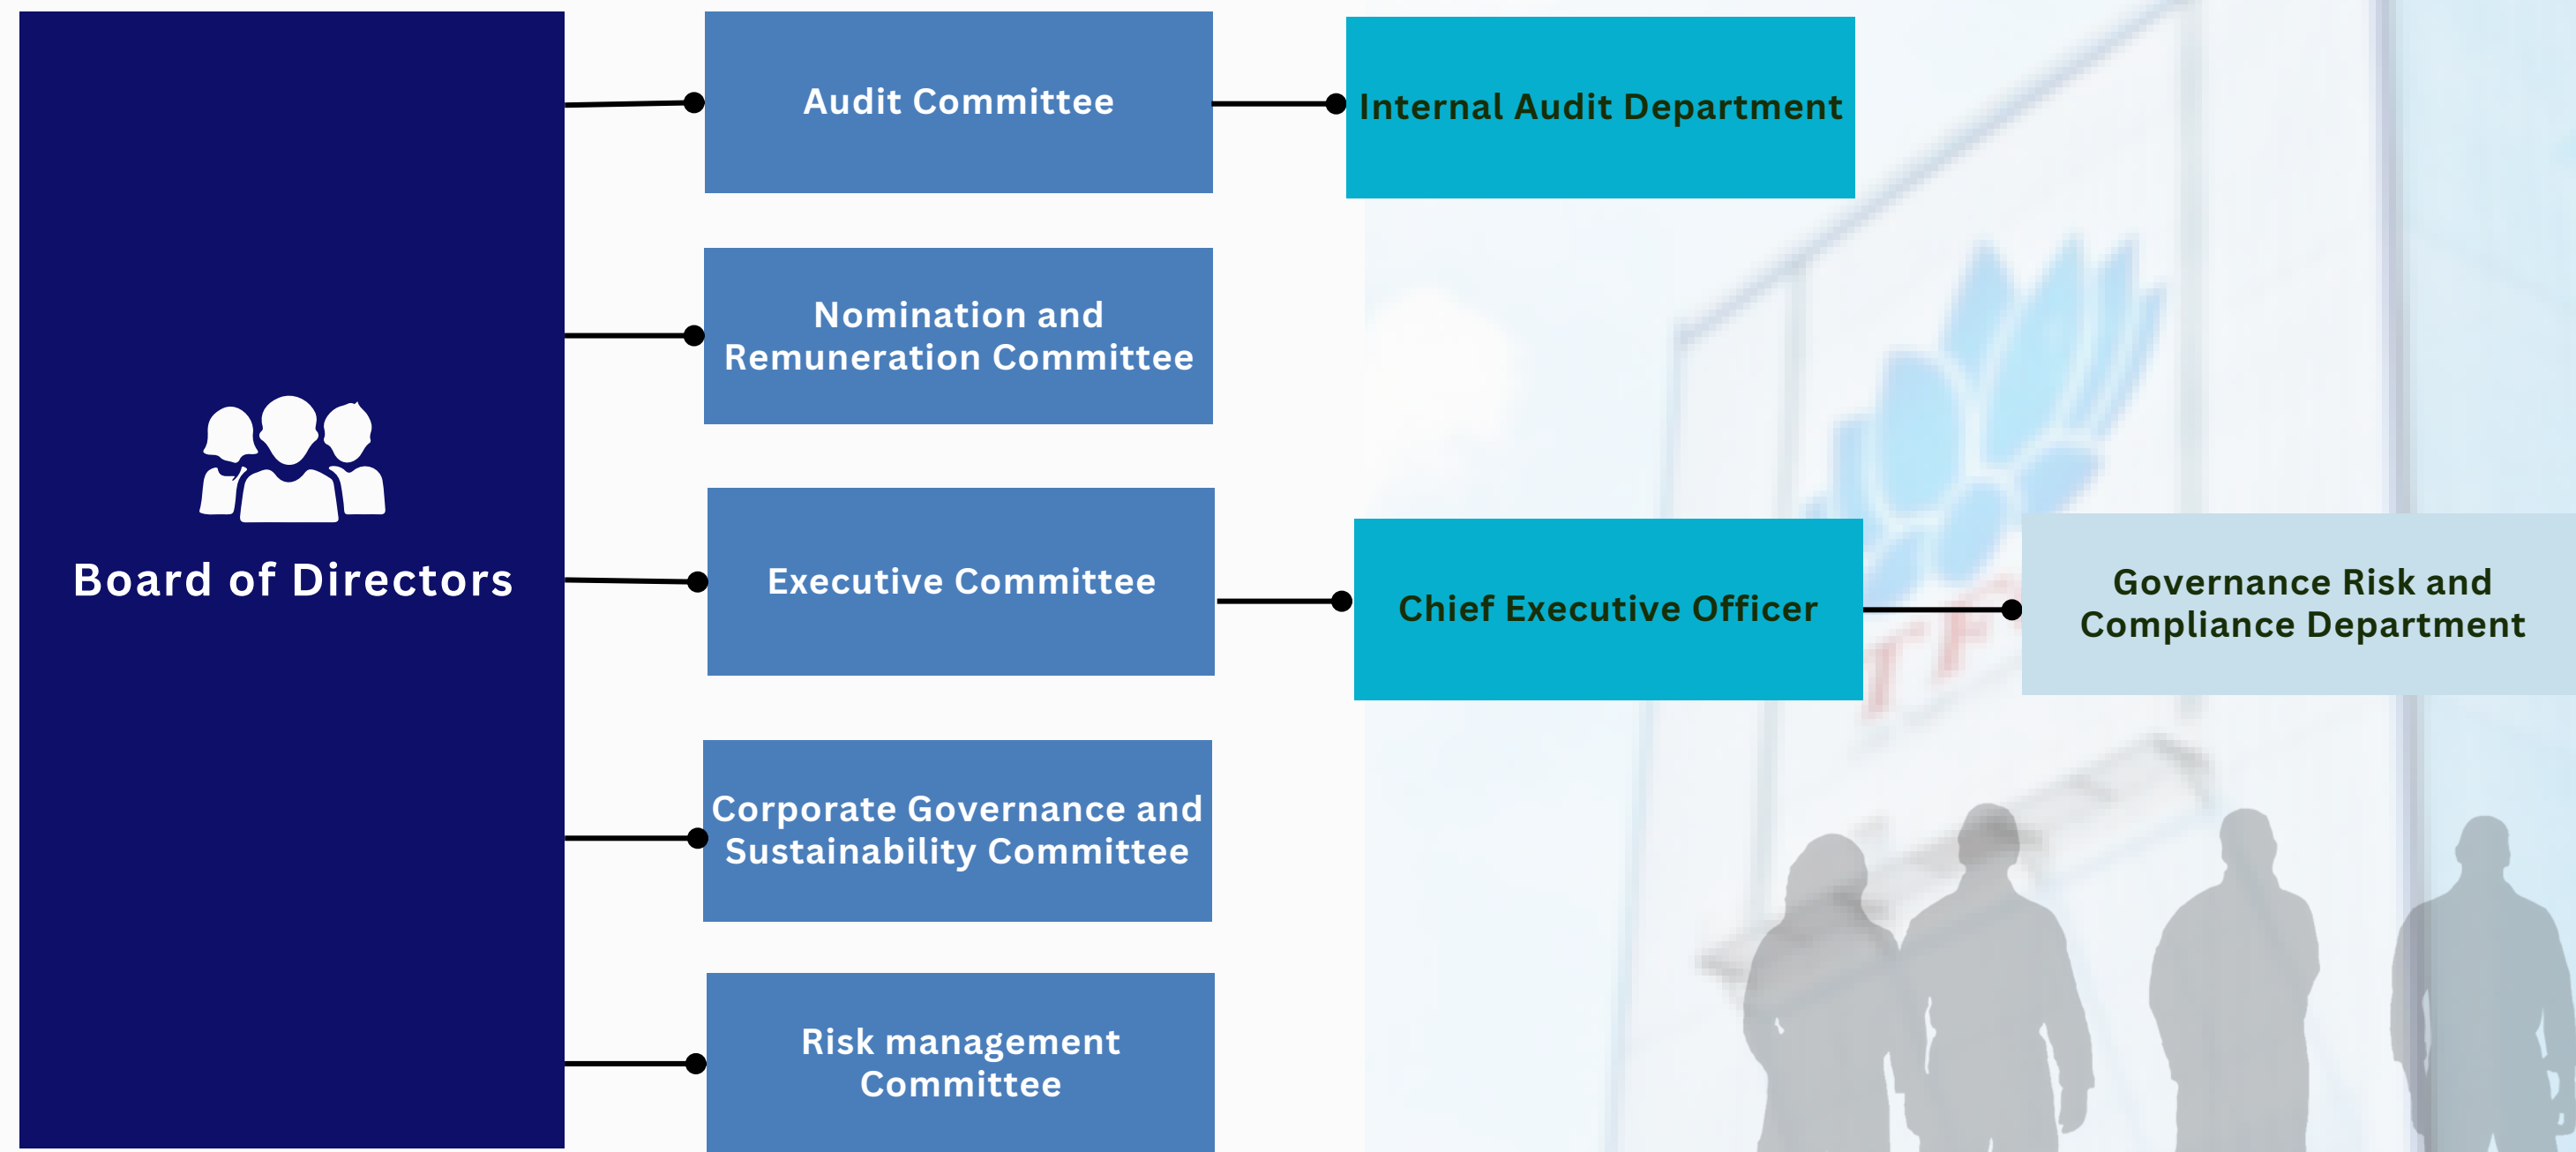 Audit Committee
Internal Audit Department
Nomination and
Remuneration Committee
Board of Directors
Executive Committee
Chief Executive Officer
Governance Risk and
Compliance Department
Corporate Governance and
Sustainability Committee
Risk management
Committee